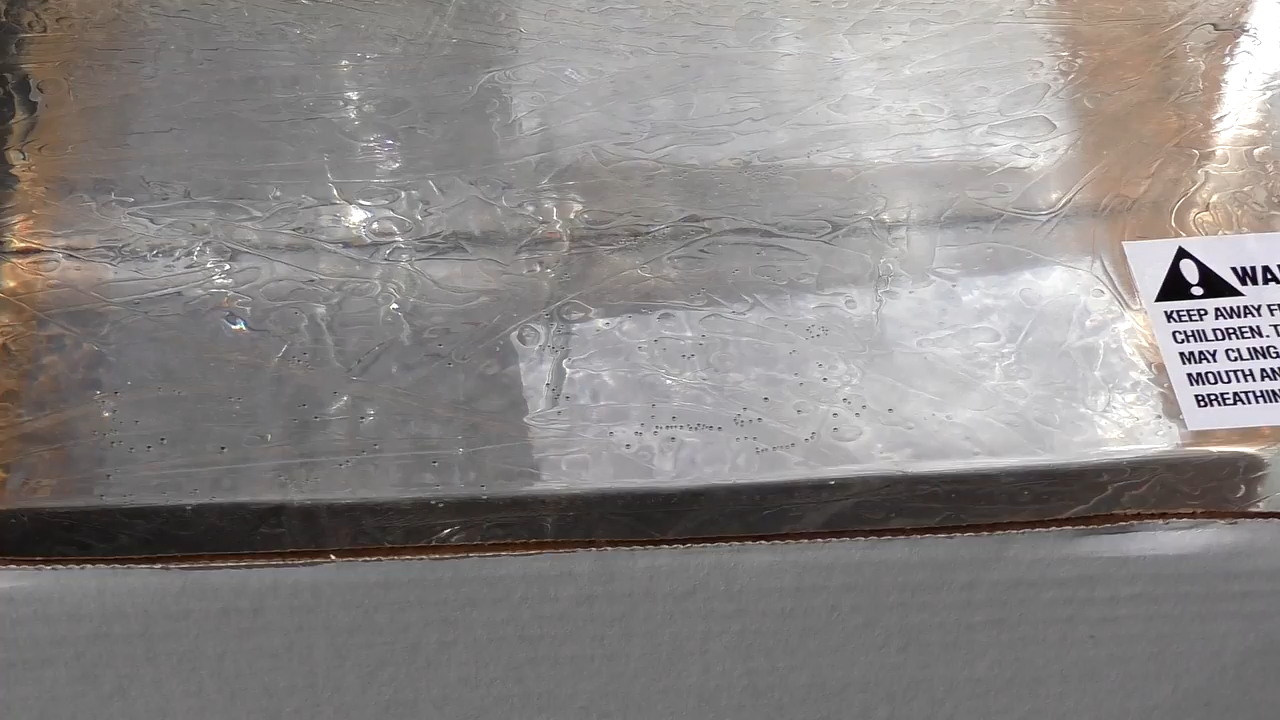 WA
KEEP AWAY F
CHILDREN. T
MAY CLING
MOUTH AN
BREATHIN